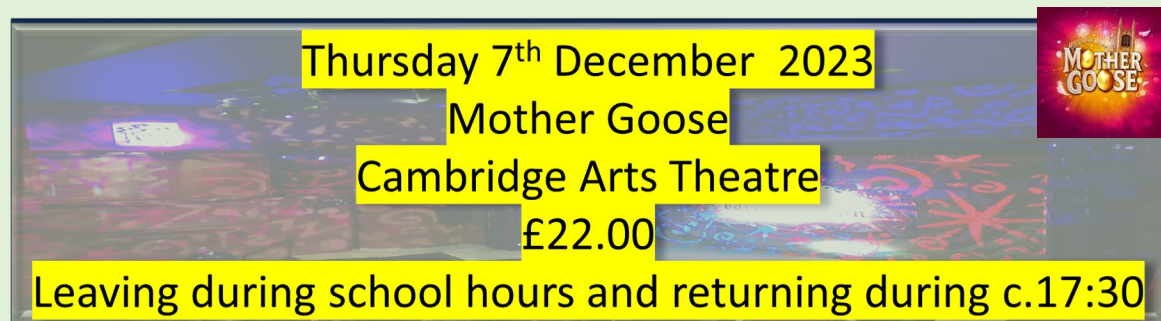 Thursday 7th December 2023
Mother Goose
Cambridge Arts Theatre
£22.00
Leaving during school hours and returning during c.17:30
MOTHER
GOOSE